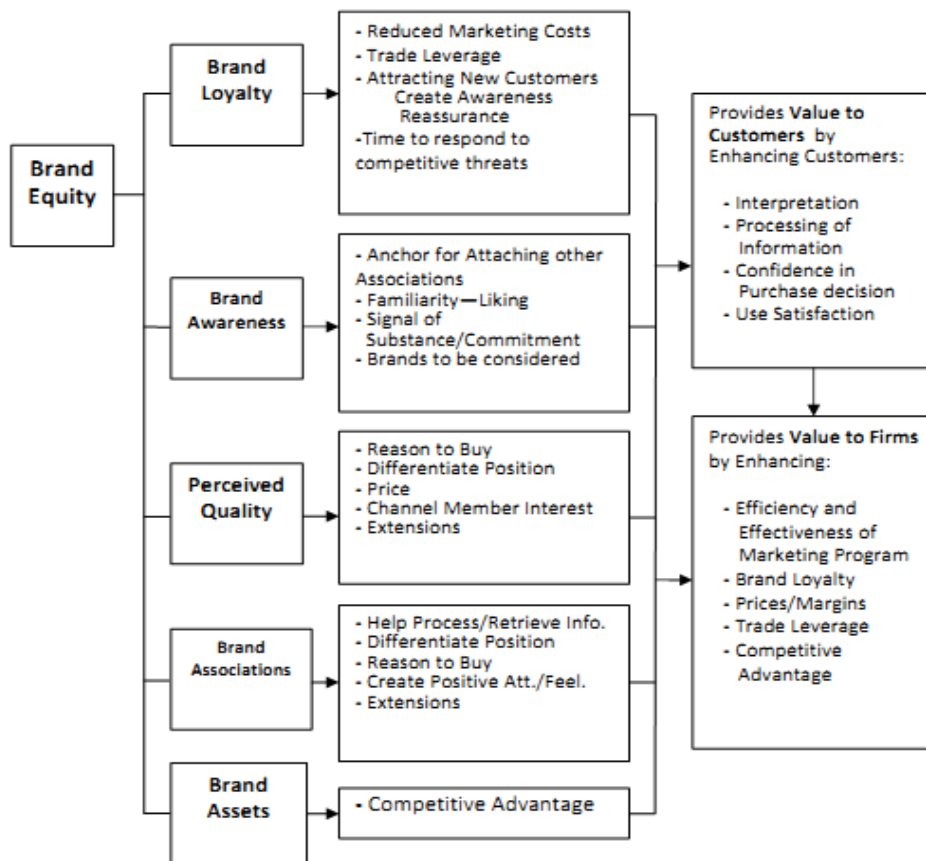 Brand
Equity
Brand
Loyalty
- Reduced Marketing Costs
- Trade Leverage
- Attracting New Customers
Create Awareness
Reassurance
-Time to respond to
competitive threats
Brand
Awareness
- Anchor for Attaching other
Associations
- Familiarity—Liking
- Signal of
Substance/Commitment
- Brands to be considered
Perceived
Quality
- Reason to Buy
- Differentiate Position
- Price
- Channel Member Interest
- Extensions
Brand
Associations
- Help Process/Retrieve Info.
- Differentiate Position
- Reason to Buy
- Create Positive Att./Feel.
- Extensions
Brand
Assets
- Competitive Advantage
Provides Value to
Customers by
Enhancing Customers:
- Interpretation
- Processing of
Information
- Confidence in
Purchase decision
- Use Satisfaction
Provides Value to Firms
by Enhancing:
- Efficiency and
Effectiveness of
Marketing Program
- Brand Loyalty
- Prices/Margins
- Trade Leverage
- Competitive
Advantage